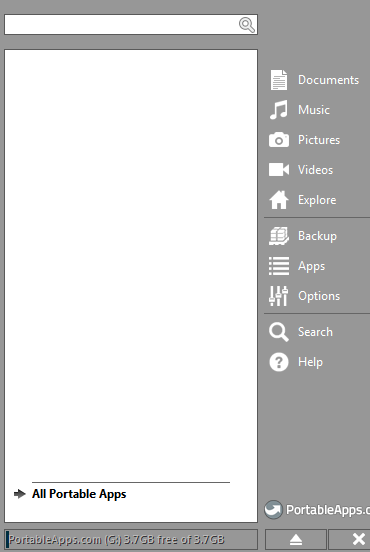 Documents
Music
Pictures
Videos
Explore
Backup
Apps
Options
Search
Help
All Portable Apps
PortableApps.c
PortableApps.com (G:) 3.7GB free of 3.7GB